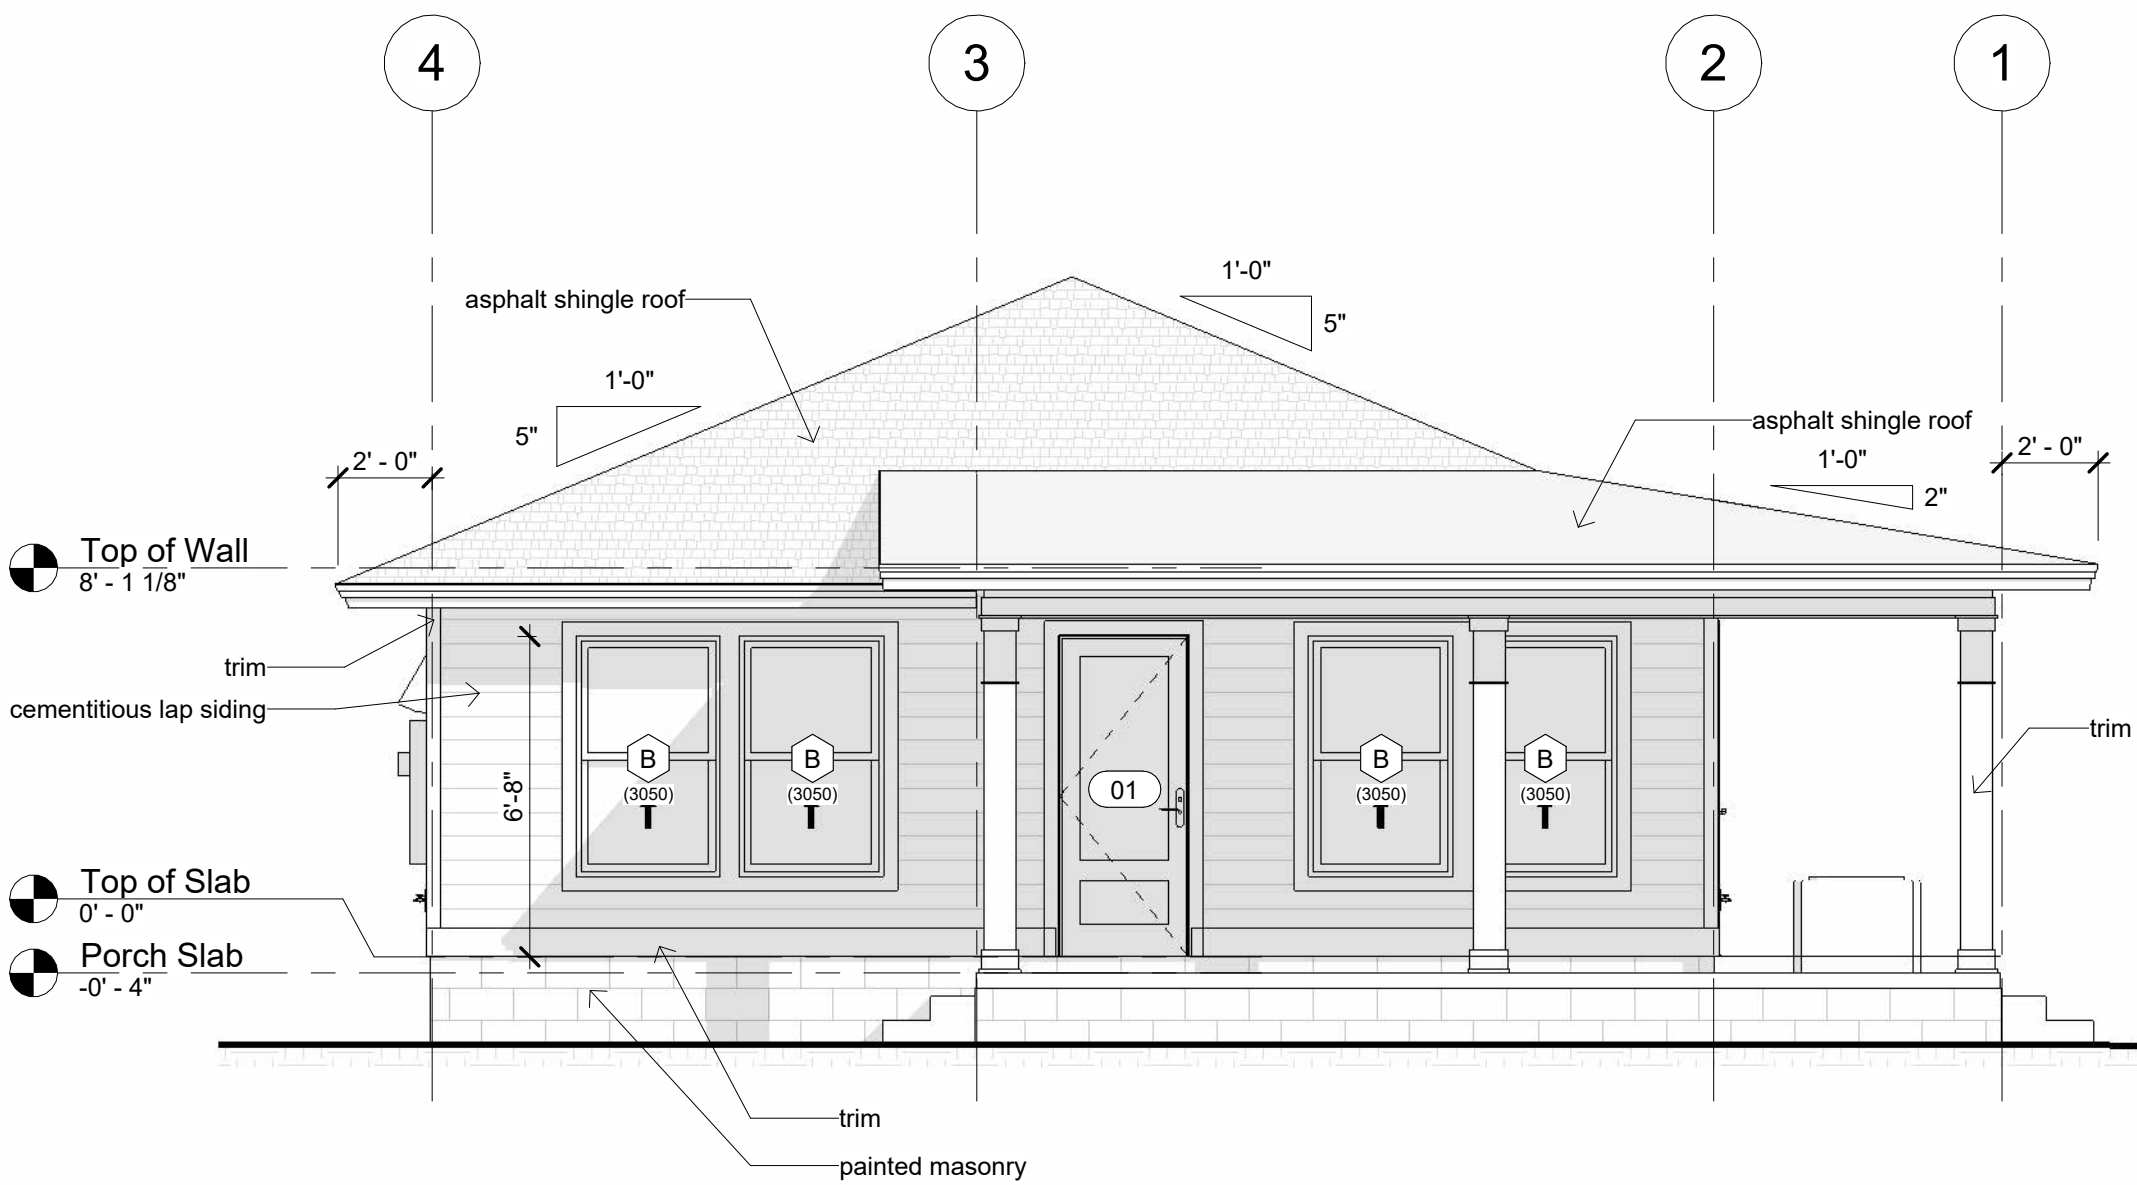 4
3
2
1
asphalt shingle roof
1'-0"
5"
1'-0"
5"
asphalt shingle roof
1'-0"
2"
2' - 0"
2' - 0"
Top of Wall
8' - 1 1/8"
trim
cementitious lap siding
6'-8"
B
(3050)
B
(3050)
01
B
(3050)
B
(3050)
trim
Top of Slab
0' - 0"
Porch Slab
-0' - 4"
trim
painted masonry